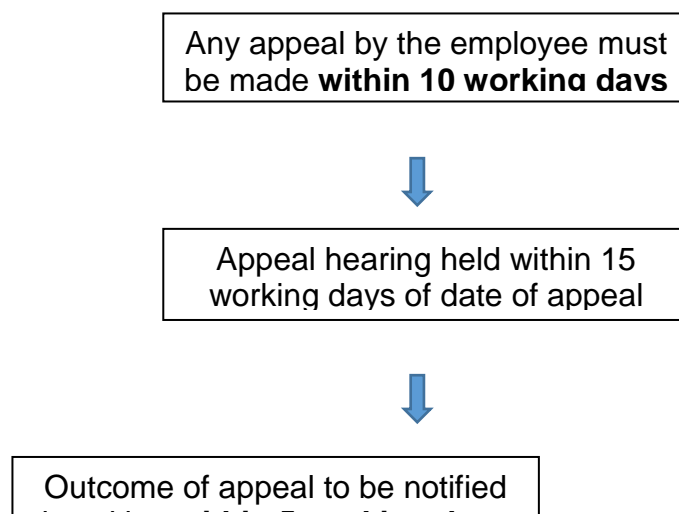 Any appeal by the employee must
be made within 10 working days
Appeal hearing held within 15
working days of date of appeal
Outcome of appeal to be notified